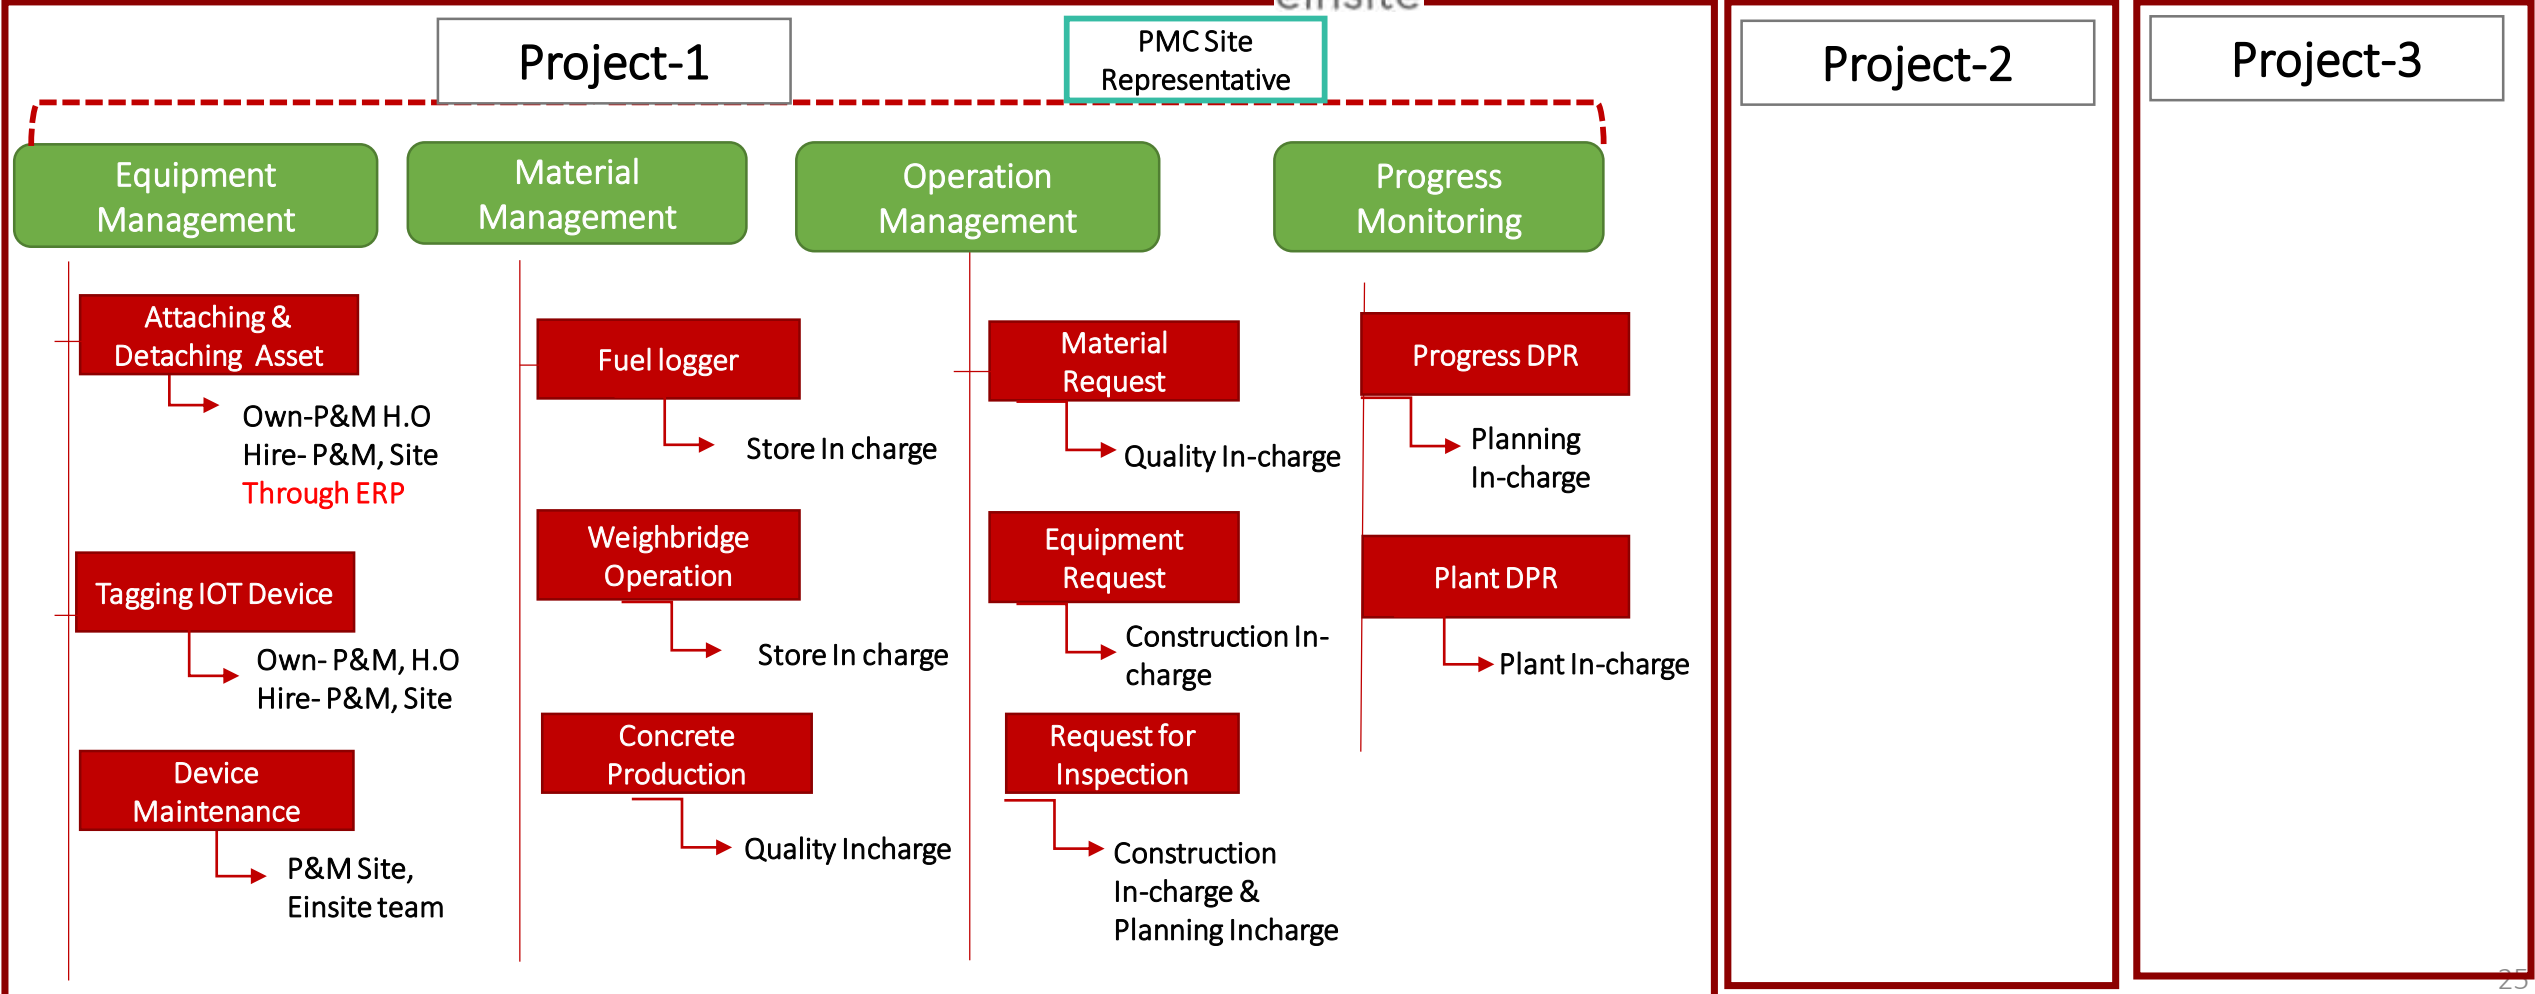 einsite
Project-1
PMC Site
Representative
Project-2
Project-3
Equipment
Management
Material
Management
Operation
Management
Progress
Monitoring
Attaching &
Detaching Asset
Own-P&M H.O
Hire- P&M, Site
Through ERP
Tagging IOT Device
Own- P&M, H.O
Hire- P&M, Site
Device
Maintenance
P&M Site,
Einsite team
Fuel logger
Store In charge
Weighbridge
Operation
Store In charge
Concrete
Production
Quality Incharge
Material
Request
Quality In-charge
Equipment
Request
Construction In-
charge
Request for
Inspection
Construction
In-charge &
Planning Incharge
Progress DPR
Planning
In-charge
Plant DPR
Plant In-charge
25